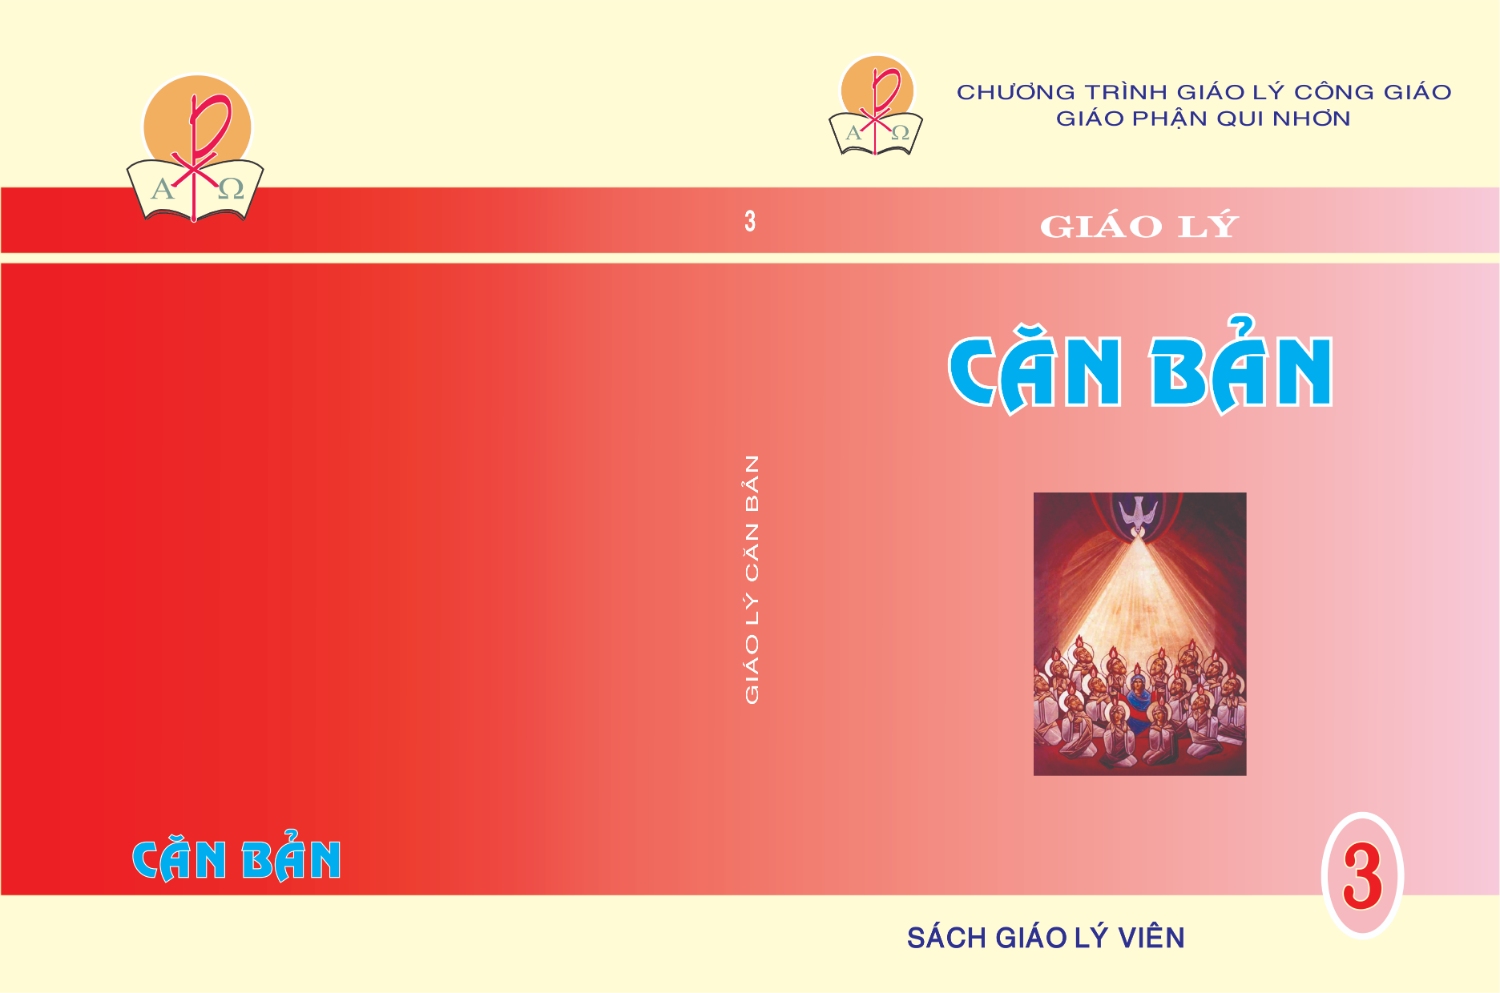 Α Ω
CĂN BẢN
3
GIÁO LÝ CĂN BẢN
Α Ω
CHƯƠNG TRÌNH GIÁO LÝ CÔNG GIÁO
GIÁO PHẬN QUI NHƠN
GIÁO LÝ
CĂN BẢN
3
SÁCH GIÁO LÝ VIÊN